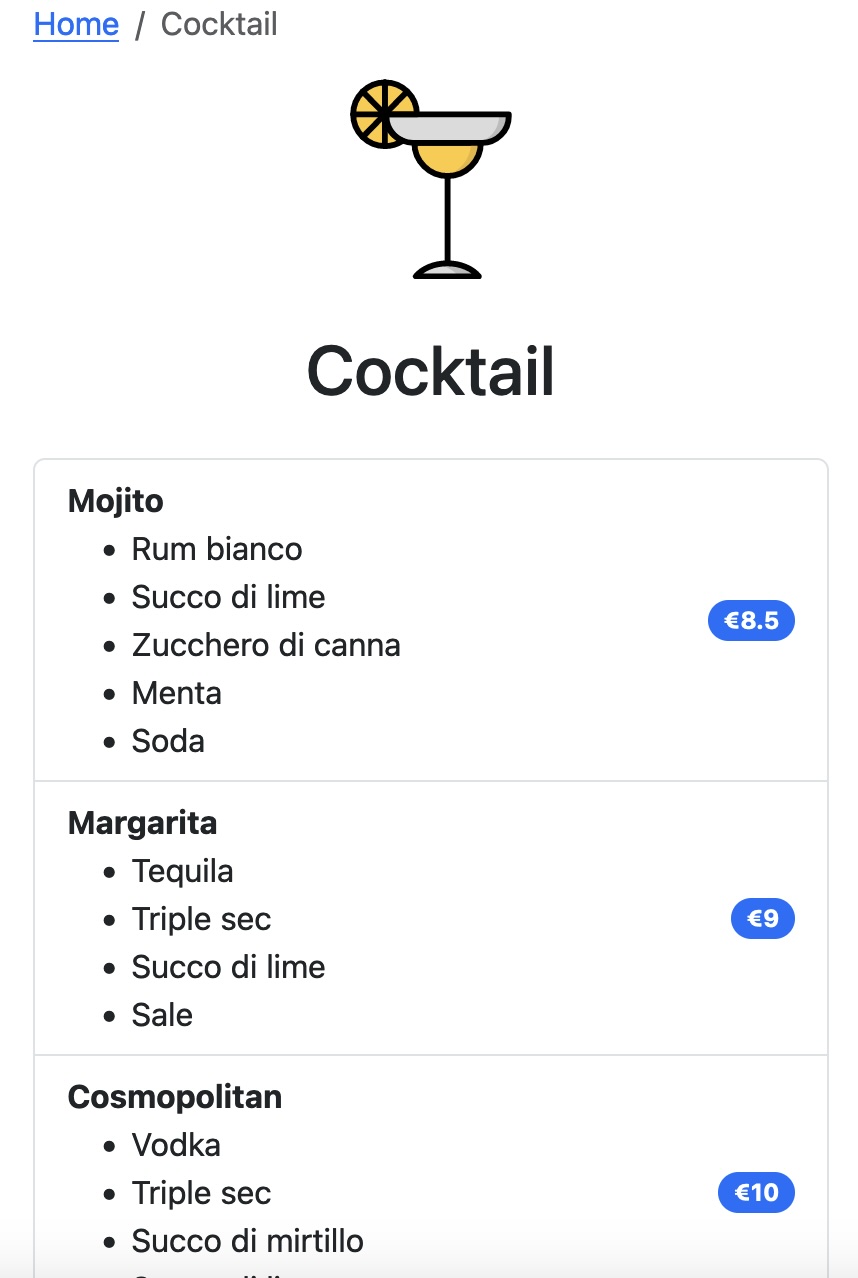 Home / Cocktail
Cocktail
Mojito
Rum bianco
Succo di lime
Zucchero di canna
€8.5
Menta
Soda
Margarita
Tequila
Triple sec
€9
Succo di lime
Sale
Cosmopolitan
Vodka
Triple sec
€10
Succo di mirtillo